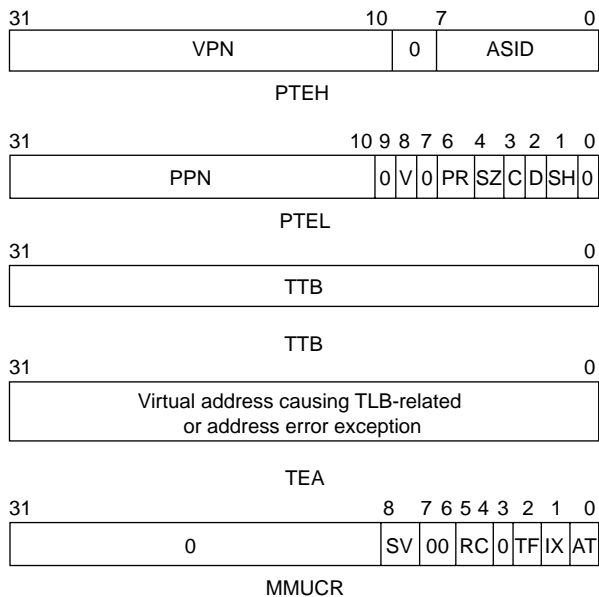 31 10 7 0
VPN 0 ASID
PTEH
31 10 9 8 7 6 4 3 2 1 0
PPN 0 V 0 PR SZ C D SH 0
PTEL
31 0
TTB
TTB
31 0
Virtual address causing TLB-related
or address error exception
TEA
31 8 7 6 5 4 3 2 1 0
0 SV 00 RC 0 TF IX AT
MMUCR